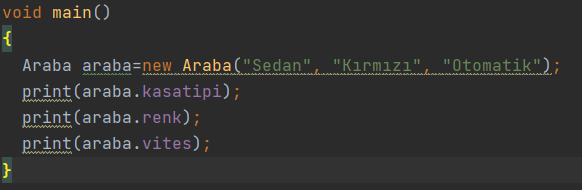 void main()
{
Araba araba=new Araba("Sedan", "Kırmızı", "Otomatik");
print(araba.kasatipi);
print(araba.renk);
print(araba.vites);
}